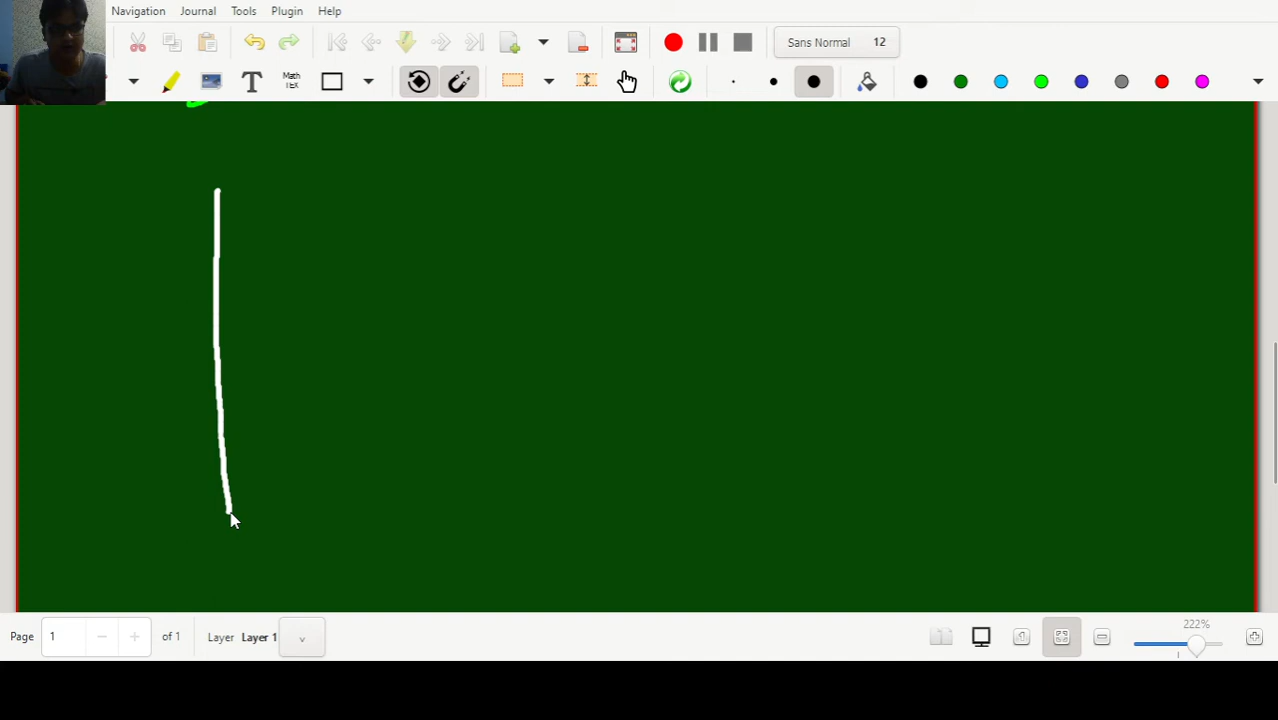 Navigation Journal Tools Plugin Help
Sans Normal 12
T Math TEX
Page 1 of 1 Layer Layer 1 v 222%